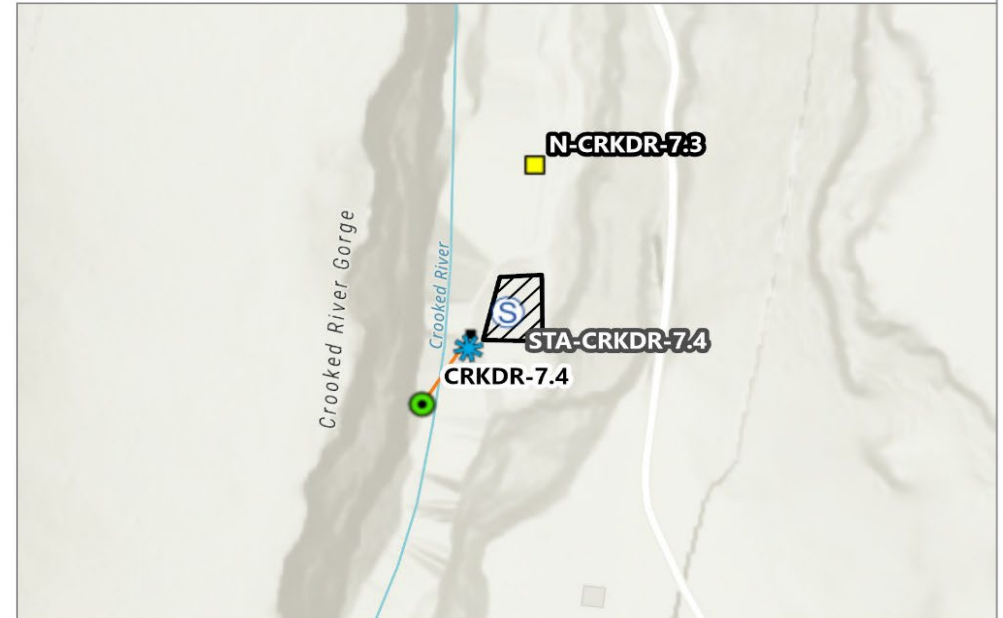 N-CRKDR-7.3
Crooked River Gorge
Crooked River
S
STA-CRKDR-7.4
CRKDR-7.4